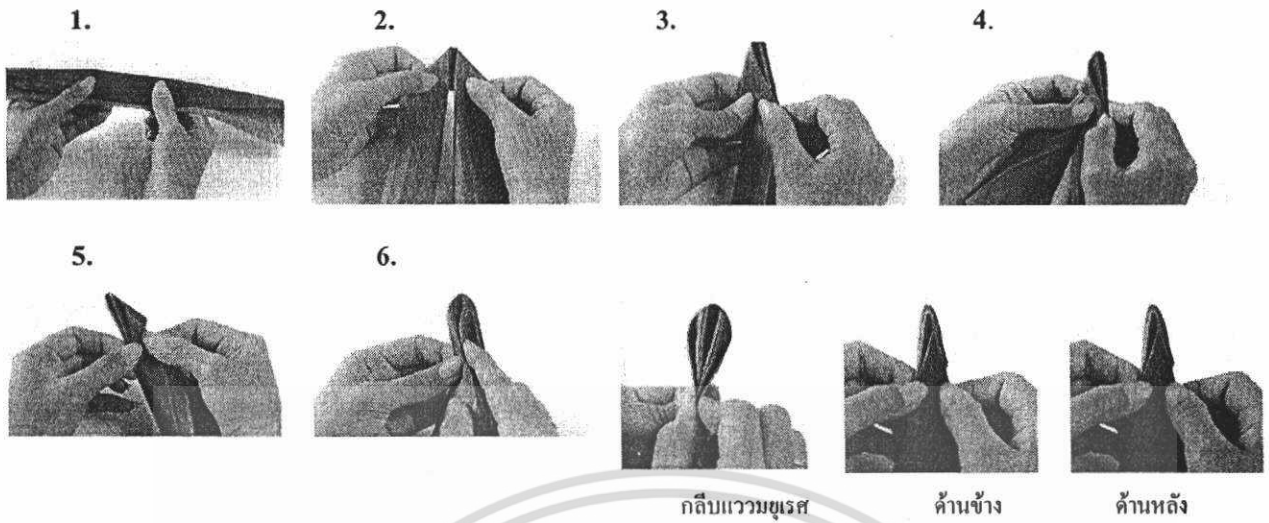 1.
2.
3.
4.
5.
6.
กลีบแววมยุเรศ
ด้านข้าง
ด้านหลัง